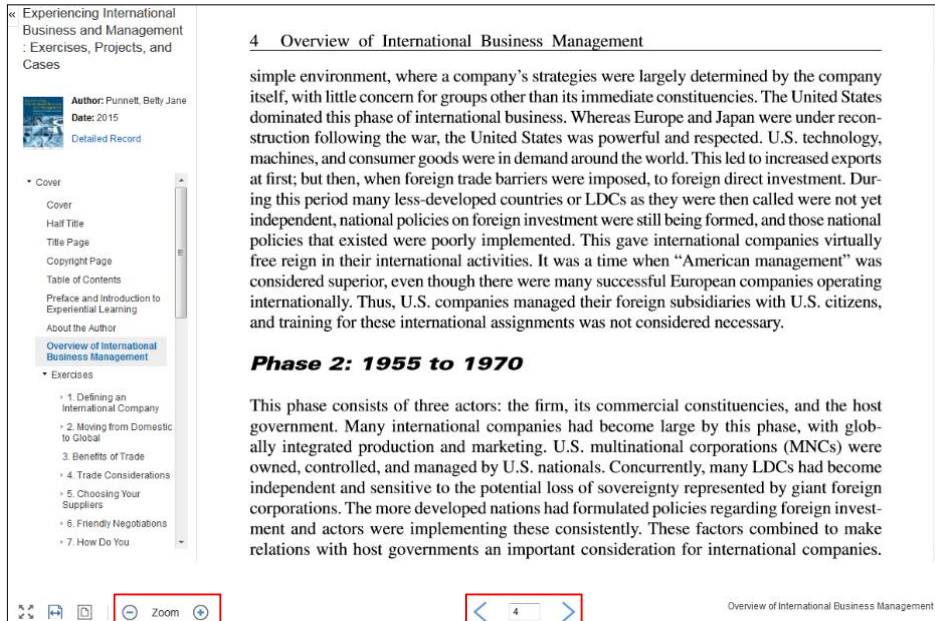 «
Experiencing International
Business and Management
: Exercises, Projects, and
Cases
Author: Punnett, Betty Jane
Date: 2015
Detailed Record
Cover
Cover
Half Title
Title Page
Copyright Page
Table of Contents
Preface and Introduction to
Experiential Learning
About the Author
Overview of International
Business Management
Exercises
1. Defining an
International Company
2. Moving from Domestic
to Global
3. Benefits of Trade
4. Trade Considerations
5. Choosing Your
Suppliers
6. Friendly Negotiations
7. How Do You
4 Overview of International Business Management
simple environment, where a company's strategies were largely determined by the company
itself, with little concern for groups other than its immediate constituencies. The United States
dominated this phase of international business. Whereas Europe and Japan were under recon-
struction following the war, the United States was powerful and respected. U.S. technology,
machines, and consumer goods were in demand around the world. This led to increased exports
at first; but then, when foreign trade barriers were imposed, to foreign direct investment. Dur-
ing this period many less-developed countries or LDCs as they were then called were not yet
independent, national policies on foreign investment were still being formed, and those national
policies that existed were poorly implemented. This gave international companies virtually
free reign in their international activities. It was a time when “American management” was
considered superior, even though there were many successful European companies operating
internationally. Thus, U.S. companies managed their foreign subsidiaries with U.S. citizens,
and training for these international assignments was not considered necessary.
Phase 2: 1955 to 1970
This phase consists of three actors: the firm, its commercial constituencies, and the host
government. Many international companies had become large by this phase, with glob-
ally integrated production and marketing. U.S. multinational corporations (MNCs) were
owned, controlled, and managed by U.S. nationals. Concurrently, many LDCs had become
independent and sensitive to the potential loss of sovereignty represented by giant foreign
corporations. The more developed nations had formulated policies regarding foreign invest-
ment and actors were implementing these consistently. These factors combined to make
relations with host governments an important consideration for international companies.
Zoom
4
Overview of International Business Management